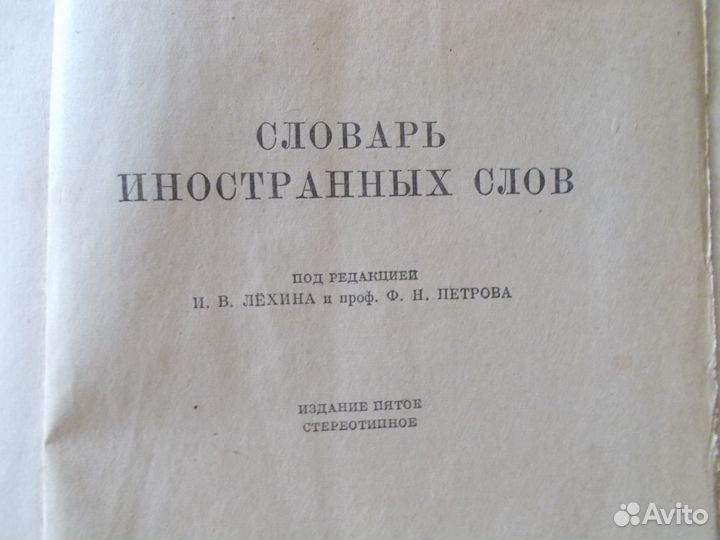 СЛОВАРЬ
ИНОСТРАННЫХ СЛОВ
ПОД РЕДАКЦИЕЙ
И. В. ЛЁХИНА и проф. Ф. Н. ПЕТРОВА
ИЗДАНИЕ ПЯТОЕ
СТЕРЕОТИПНОЕ
Avito